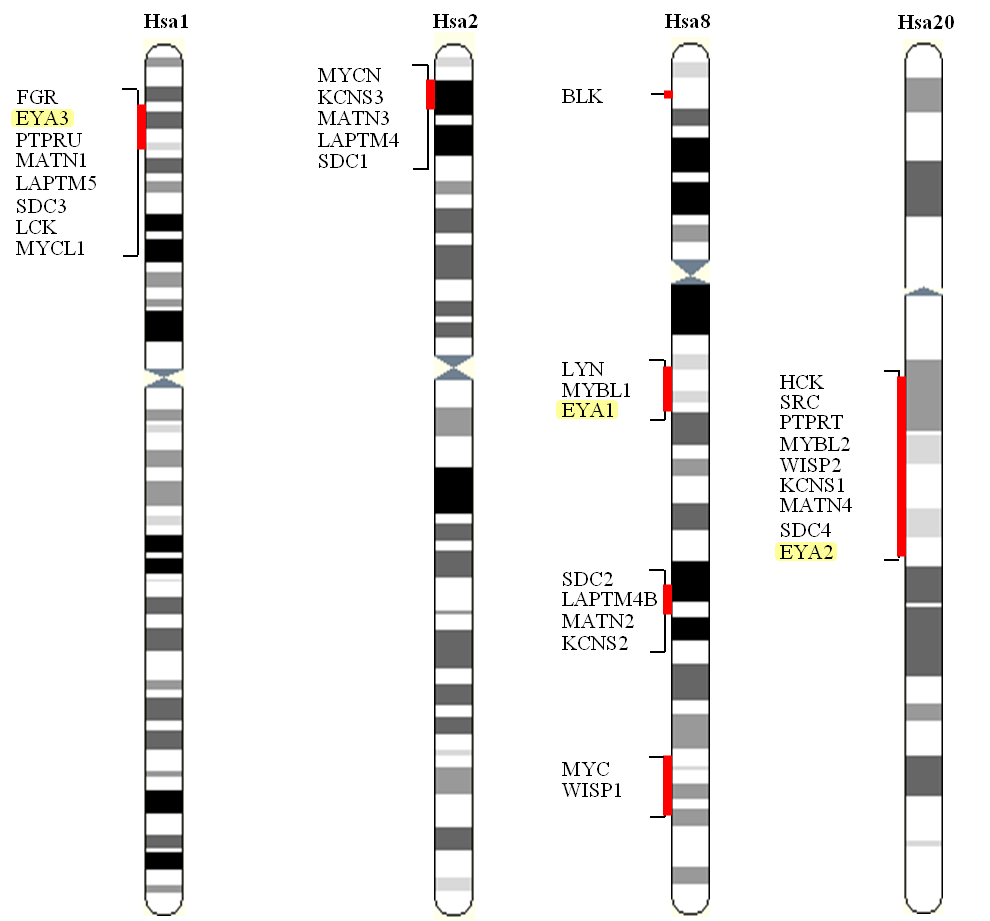 Hsa1
Hsa2
Hsa8
Hsa20
FGR
EYA3
PTPRU
MATN1
LAPTM5
SDC3
LCK
MYCL1
MYCN
KCNS3
MATN3
LAPTM4
SDC1
BLK
LYN
MYBL1
EYA1
SDC2
LAPTM4B
MATN2
KCNS2
MYC
WISP1
HCK
SRC
PTPRT
MYBL2
WISP2
KCNS1
MATN4
SDC4
EYA2